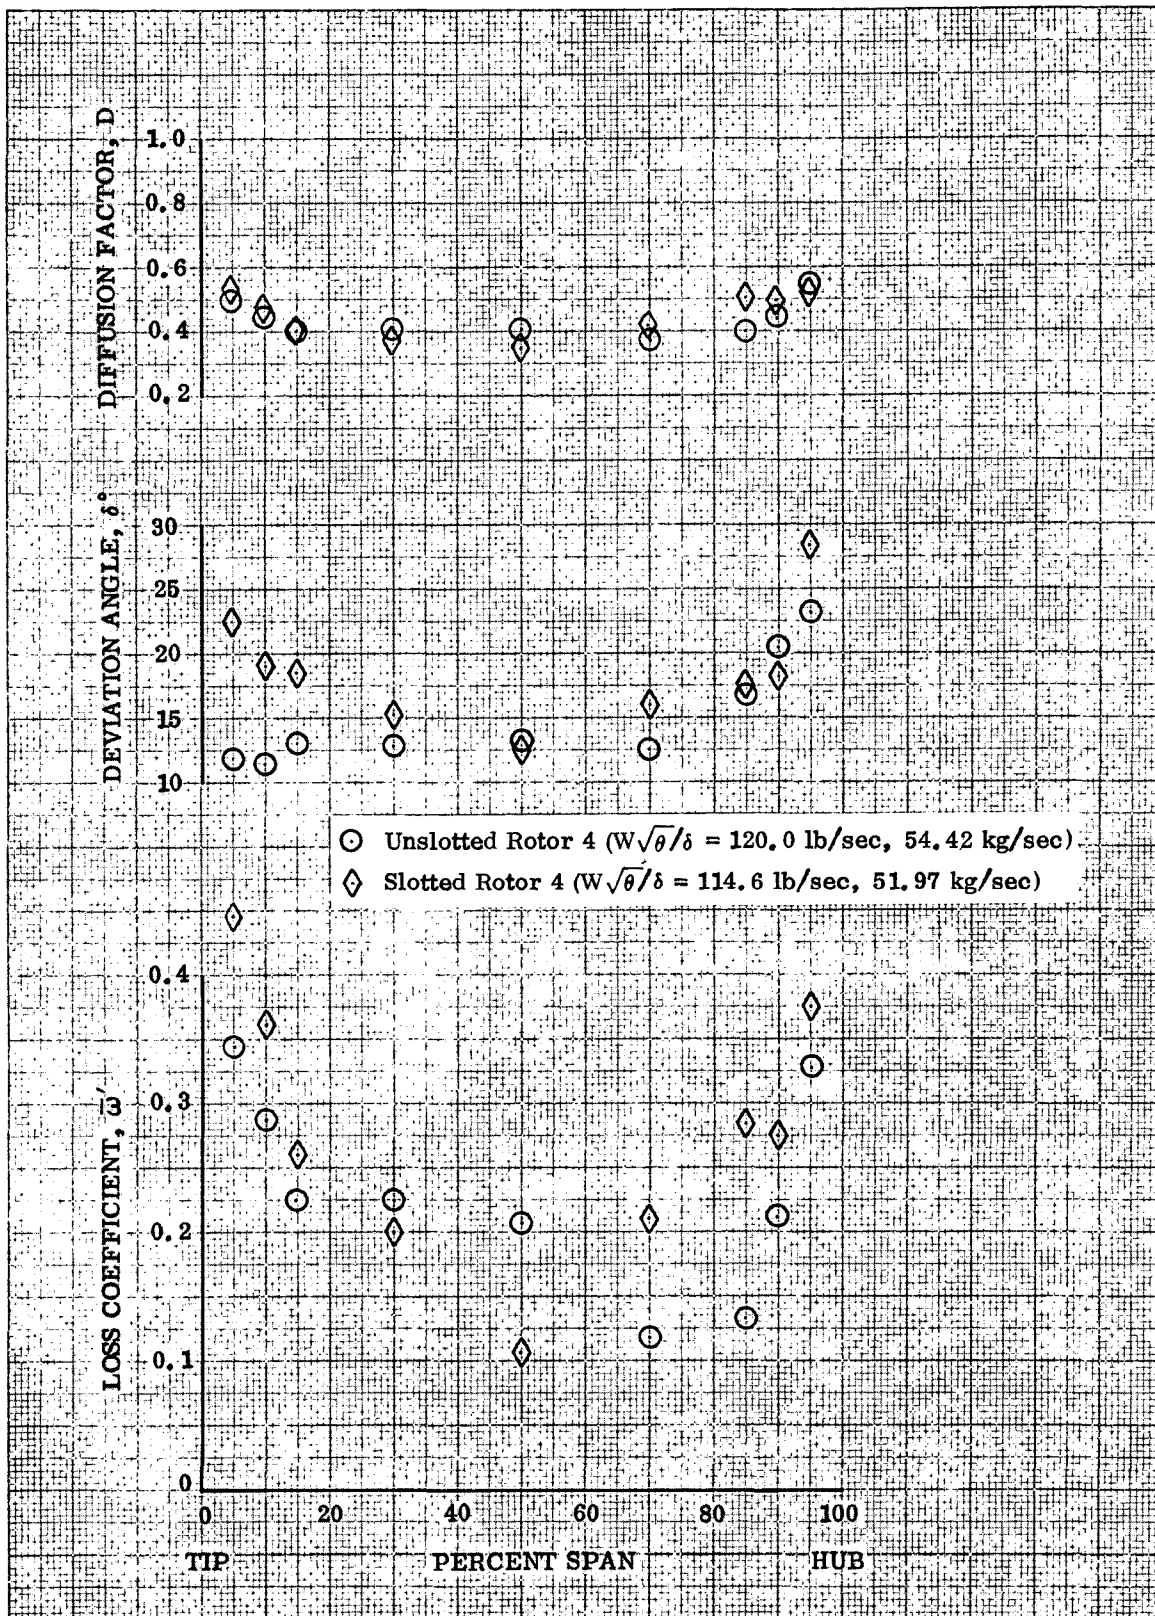 DIFFUSION FACTOR, D
1.0
0.8
0.6
0.4
0.2
DEVIATION ANGLE, δ°
30
25
20
15
10
Unslotted Rotor 4 (W√θ/δ = 120.0 lb/sec, 54.42 kg/sec)
Slotted Rotor 4 (W√θ/δ = 114.6 lb/sec, 51.97 kg/sec)
LOSS COEFFICIENT, ω̅′
0.4
0.3
0.2
0.1
0
0 20 40 60 80 100
TIP PERCENT SPAN HUB